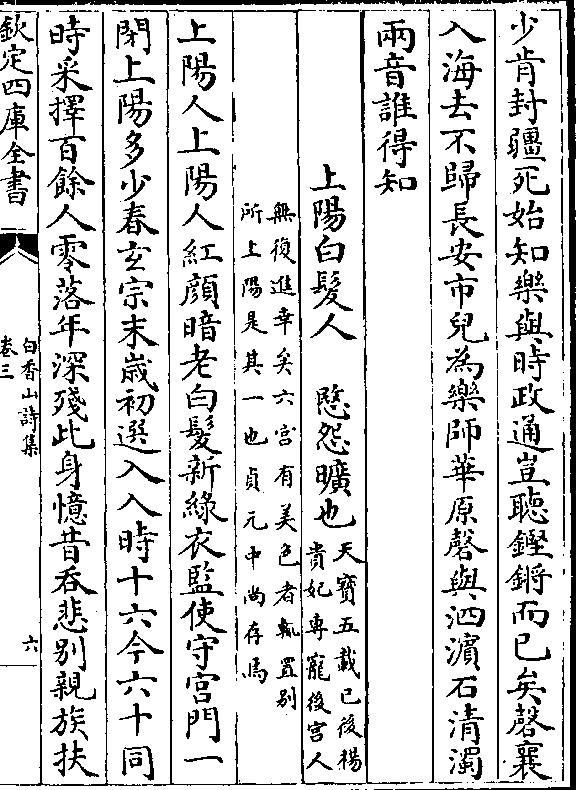 少肯封疆死始知樂與時政通豈聽鏗鏘而已矣磬襄
入海去不歸長安市兒為樂師華原磬與泗濵石清濁
兩音誰得知
上陽白髮人　愍怨曠也天寶五載已後楊
貴妃專寵後宫人
無復進幸矣六宫有美色者輒置别
所上陽是其一也貞元中尚存焉
上陽人上陽人紅顔暗老白髮新緑衣監使守宫門一
閉上陽多少春玄宗末歳初選入入時十六今六十同
時采擇百餘人零落年深殘此身憶昔吞悲别親族扶
欽定四庫全書
白香山詩集
卷三
六